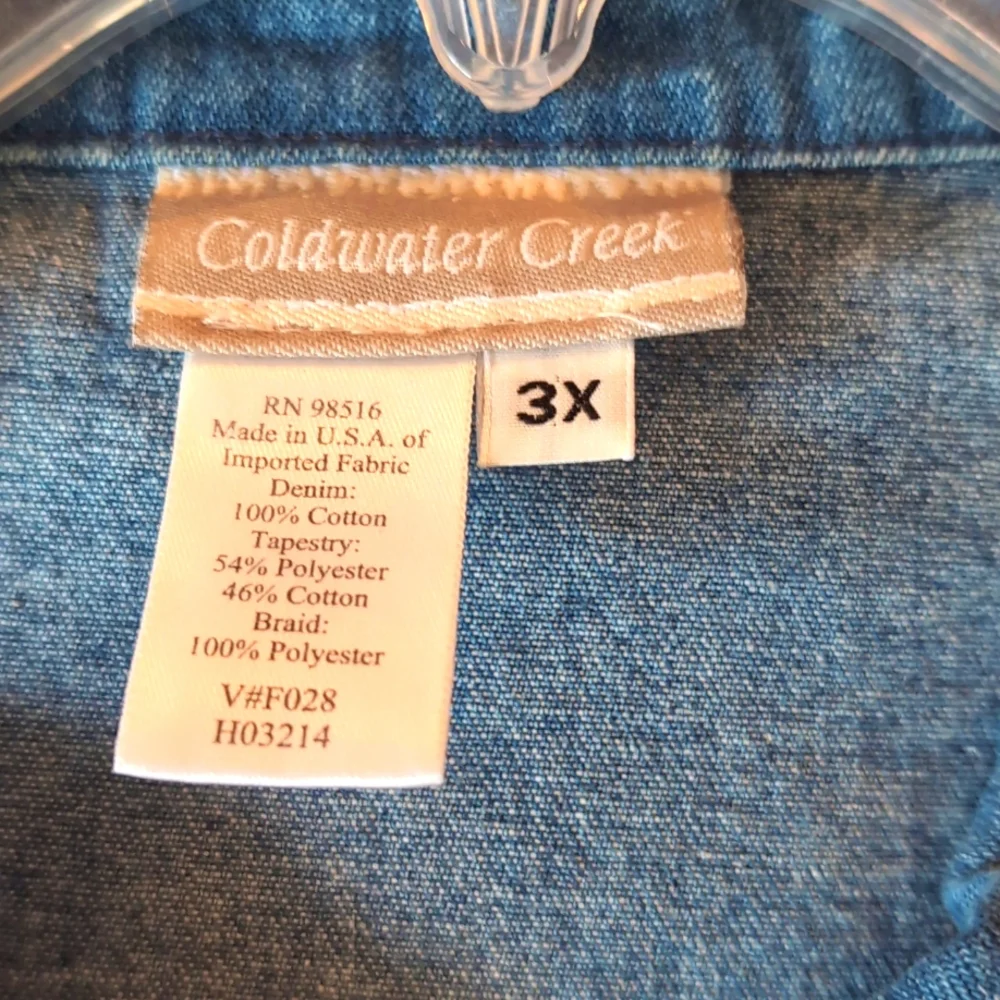 Coldwater Creek
3X
RN 98516
Made in U.S.A. of
Imported Fabric
Denim:
100% Cotton
Tapestry:
54% Polyester
46% Cotton
Braid:
100% Polyester
V#F028
H03214